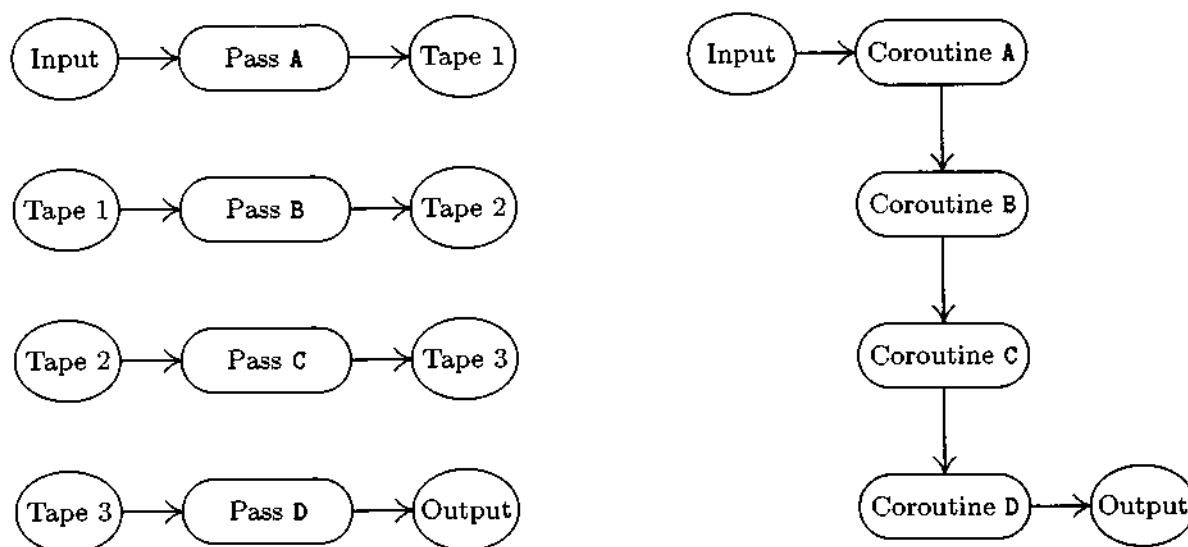 Input Pass A Tape 1
Tape 1 Pass B Tape 2
Tape 2 Pass C Tape 3
Tape 3 Pass D Output
Input Coroutine A
Coroutine B
Coroutine C
Coroutine D Output